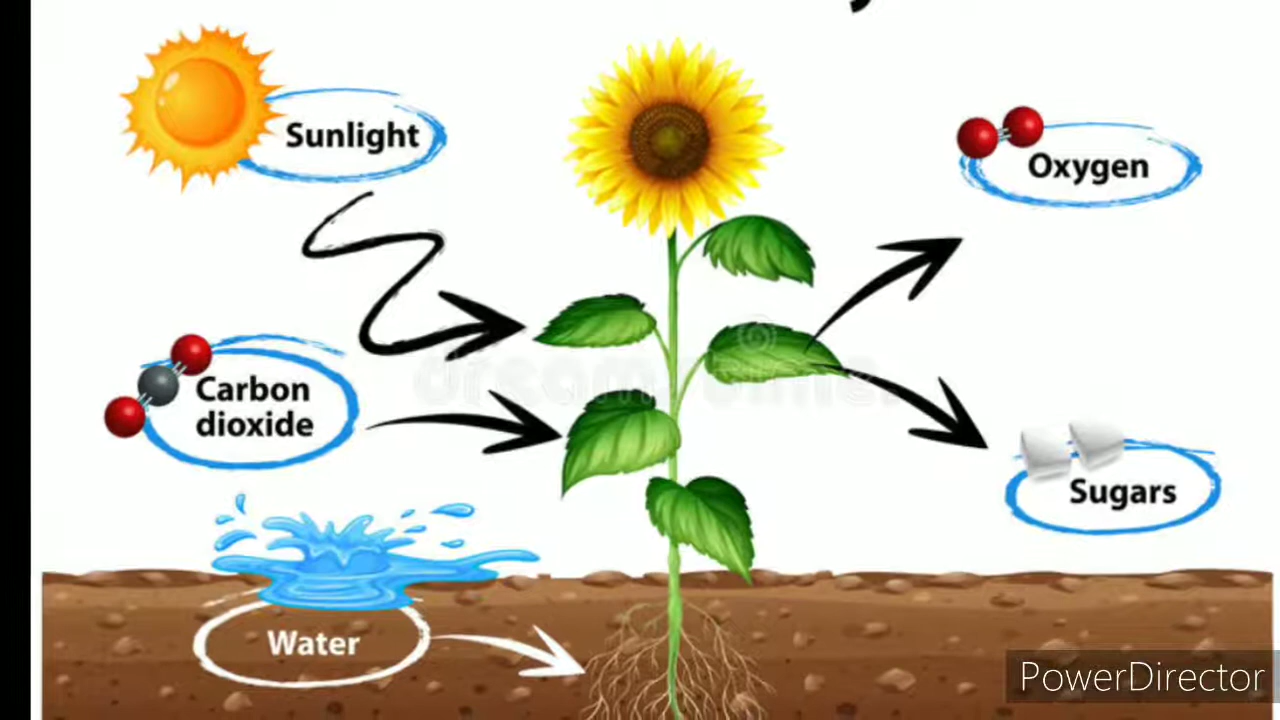 Sunlight
Oxygen
Carbon
dioxide
Sugars
Water
PowerDirector